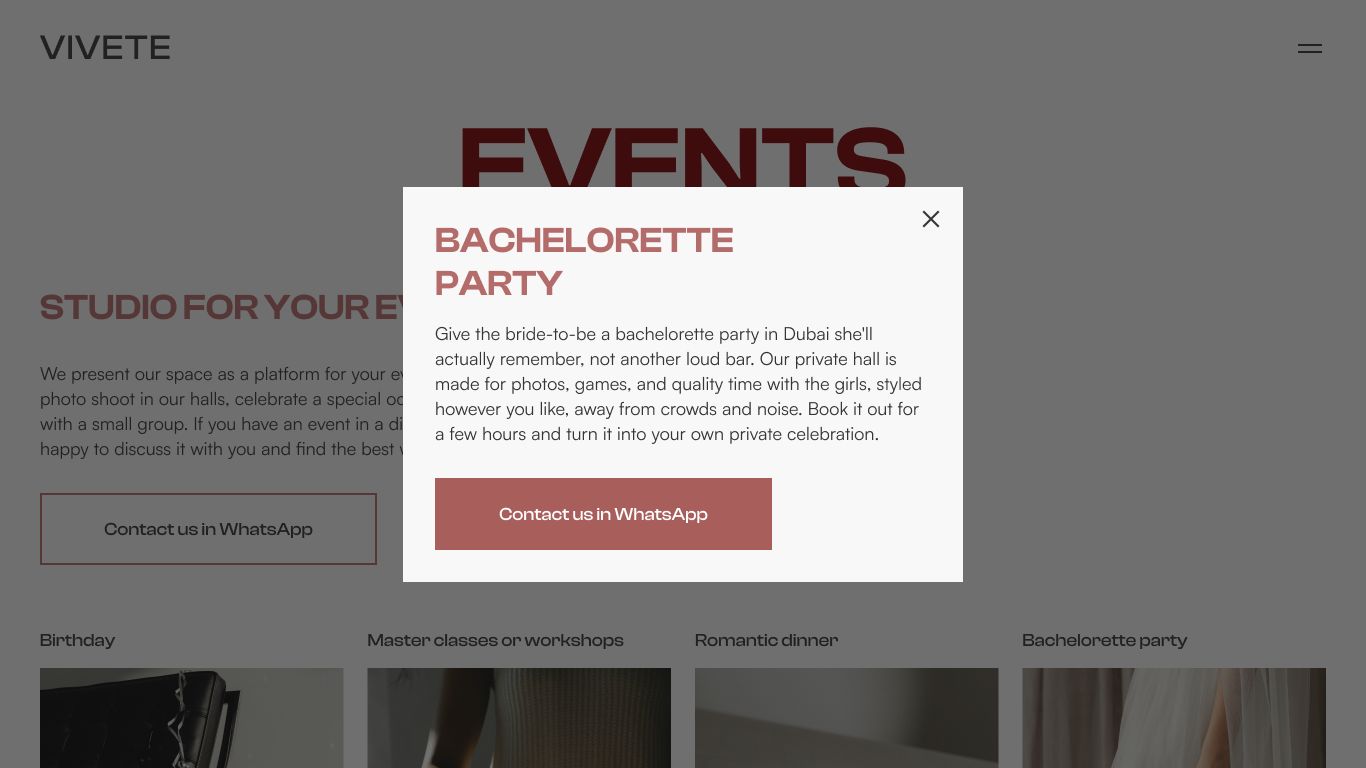 VIVETE
EVENTS
BACHELORETTE
PARTY
Give the bride-to-be a bachelorette party in Dubai she'll
actually remember, not another loud bar. Our private hall is
made for photos, games, and quality time with the girls, styled
however you like, away from crowds and noise. Book it out for
a few hours and turn it into your own private celebration.
Contact us in WhatsApp
STUDIO FOR YOUR
We present our space as a platform for your
photo shoot in our halls, celebrate a special
with a small group. If you have an event in a
happy to discuss it with you and find the best
Contact us in WhatsApp
Birthday
Master classes or workshops
Romantic dinner
Bachelorette party